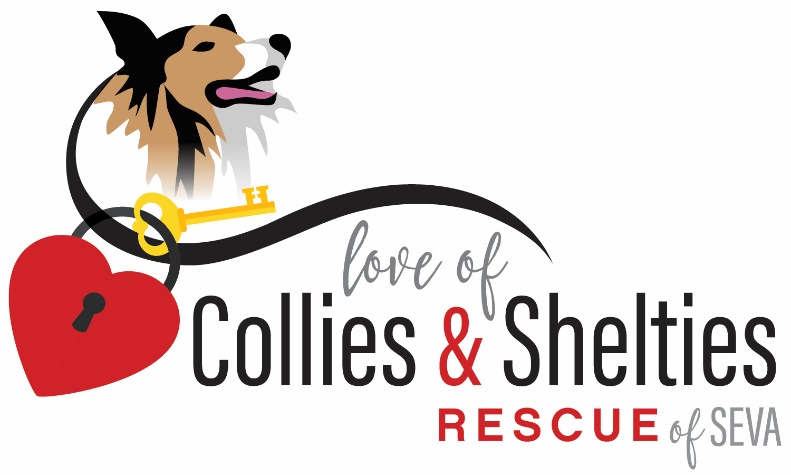 love of
Collies & Shelties
RESCUE of SEVA